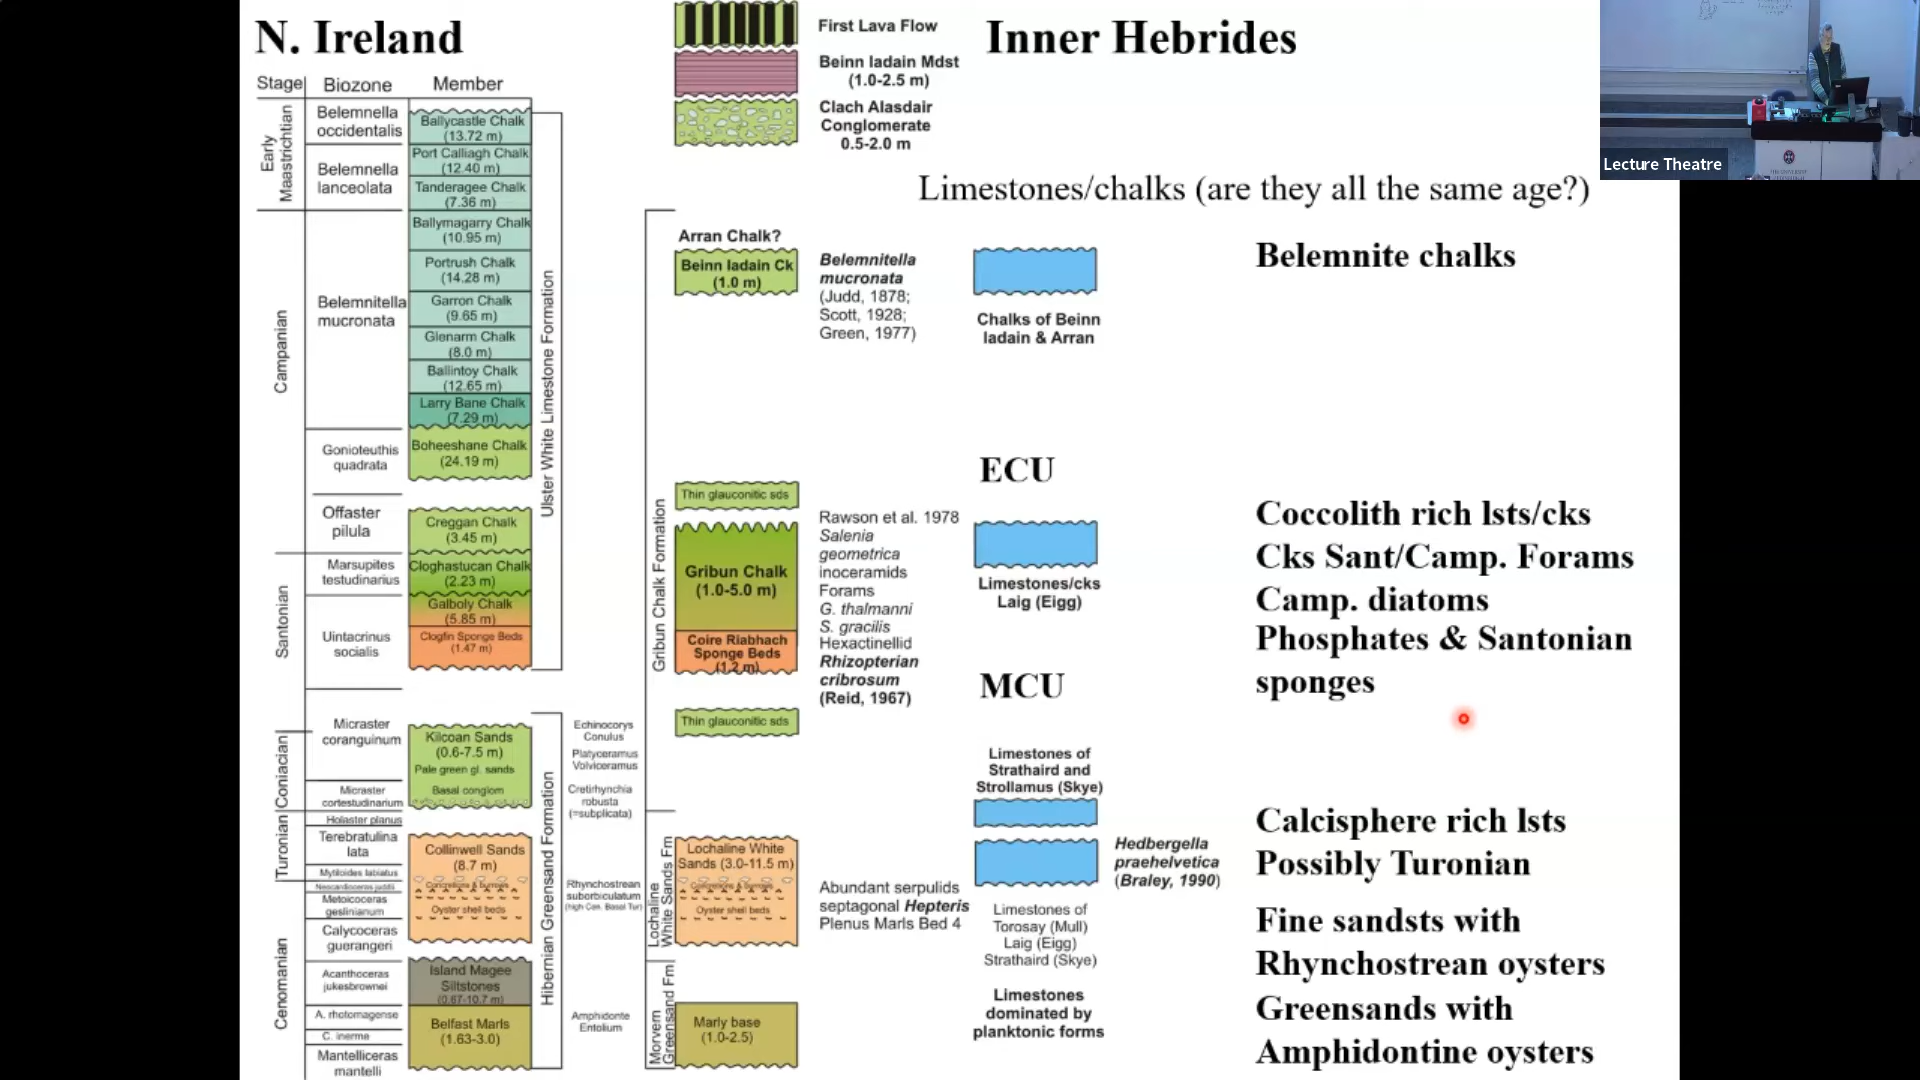 N. Ireland
Inner Hebrides
First Lava Flow
Beinn Iadain Mdst
(1.0-2.5 m)
Clach Alasdair
Conglomerate
0.5-2.0 m
Lecture Theatre
Limestones/chalks (are they all the same age?)
Stage
Biozone
Member
Early
Maastrichtian
Campanian
Santonian
Coniacian
Turonian
Cenomanian
Belemnella
occidentalis
Belemnella
lanceolata
Belemnitella
mucronata
Gonioteuthis
quadrata
Offaster
pilula
Marsupites
testudinarius
Uintacrinus
socialis
Micraster
coranguinum
Micraster
cortestudinarium
Holaster planus
Terebratulina
lata
Mytiloides labiatus
Neocardioceras juddii
Metoicoceras
geslinianum
Calycoceras
guerangeri
Acanthoceras
jukesbrownei
A. rhotomagense
C. inerme
Mantelliceras
mantelli
Ballycastle Chalk
(13.72 m)
Port Calliagh Chalk
(12.40 m)
Tanderagee Chalk
(7.36 m)
Ballymagarry Chalk
(10.95 m)
Portrush Chalk
(14.28 m)
Garron Chalk
(9.65 m)
Glenarm Chalk
(8.0 m)
Ballintoy Chalk
(12.65 m)
Larry Bane Chalk
(7.29 m)
Boheeshane Chalk
(24.19 m)
Creggan Chalk
(3.45 m)
Cloghastucan Chalk
(2.23 m)
Galboly Chalk
(5.85 m)
Clogfin Sponge Beds
(1.47 m)
Kilcoan Sands
(0.6-7.5 m)
Pale green gl. sands
Basal conglom
Collinwell Sands
(8.7 m)
Concretions & burrows
Oyster shell beds
Island Magee
Siltstones
(0.67-10.7 m)
Belfast Marls
(1.63-3.0)
Ulster White Limestone Formation
Hibernian Greensand Formation
Echinocorys
Conulus
Platyceramus
Volviceramus
Cretirhynchia
robusta
(=subplicata)
Rhynchostrean
suborbiculatum
(high Cen. Basal Tur)
Amphidonte
Entolium
Gribun Chalk Formation
Lochaline
White Sands Fm
Morvern
Greensand Fm
Arran Chalk?
Beinn Iadain Ck
(1.0 m)
Thin glauconitic sds
Gribun Chalk
(1.0-5.0 m)
Coire Riabhach
Sponge Beds
(1.2 m)
Thin glauconitic sds
Lochaline White
Sands (3.0-11.5 m)
Concretions & burrows
Oyster shell beds
Marly base
(1.0-2.5)
Belemnitella
mucronata
(Judd, 1878;
Scott, 1928;
Green, 1977)
Rawson et al. 1978
Salenia
geometrica
inoceramids
Forams
G. thalmanni
S. gracilis
Hexactinellid
Rhizopterian
cribrosum
(Reid, 1967)
Abundant serpulids
septagonal Hepteris
Plenus Marls Bed 4
Chalks of Beinn
Iadain & Arran
ECU
Limestones/cks
Laig (Eigg)
MCU
Limestones of
Strathaird and
Strollamus (Skye)
Hedbergella
praehelvetica
(Braley, 1990)
Limestones of
Torosay (Mull)
Laig (Eigg)
Strathaird (Skye)
Limestones
dominated by
planktonic forms
Belemnite chalks
Coccolith rich lsts/cks
Cks Sant/Camp. Forams
Camp. diatoms
Phosphates & Santonian
sponges
Calcisphere rich lsts
Possibly Turonian
Fine sandsts with
Rhynchostrean oysters
Greensands with
Amphidontine oysters